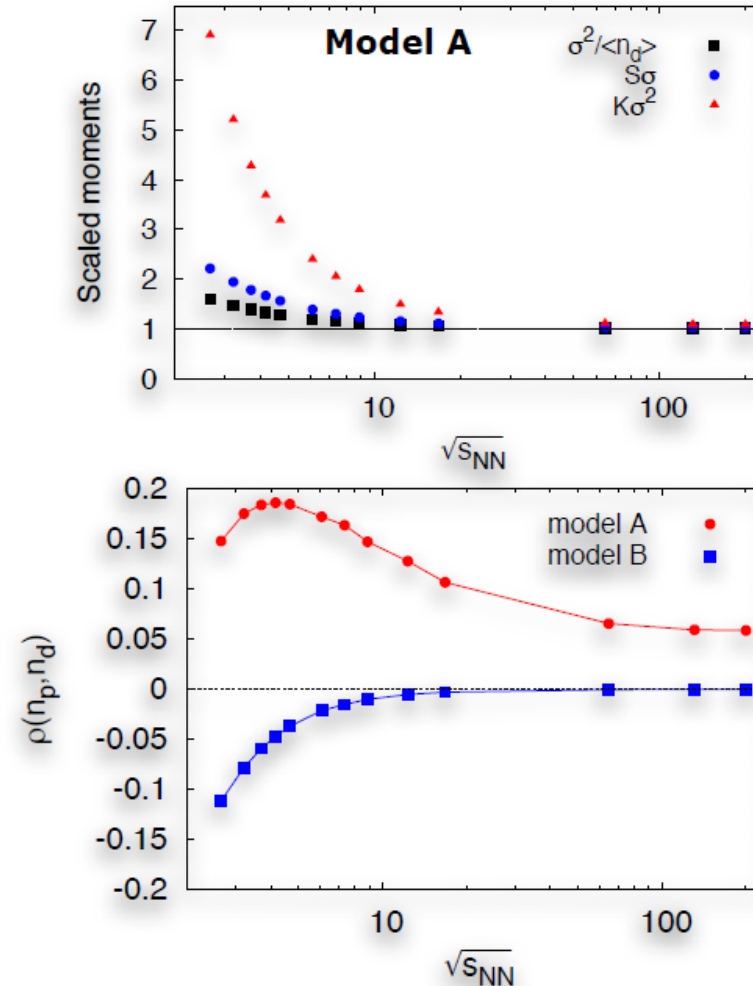 Model A
σ²/<n_d>
Sσ
Kσ²
7
6
5
4
3
2
1
0
Scaled moments
10
100
√s_NN
0.2
0.15
0.1
0.05
0
-0.05
-0.1
-0.15
-0.2
model A
model B
ρ(n_p,n_d)
10
100
√s_NN